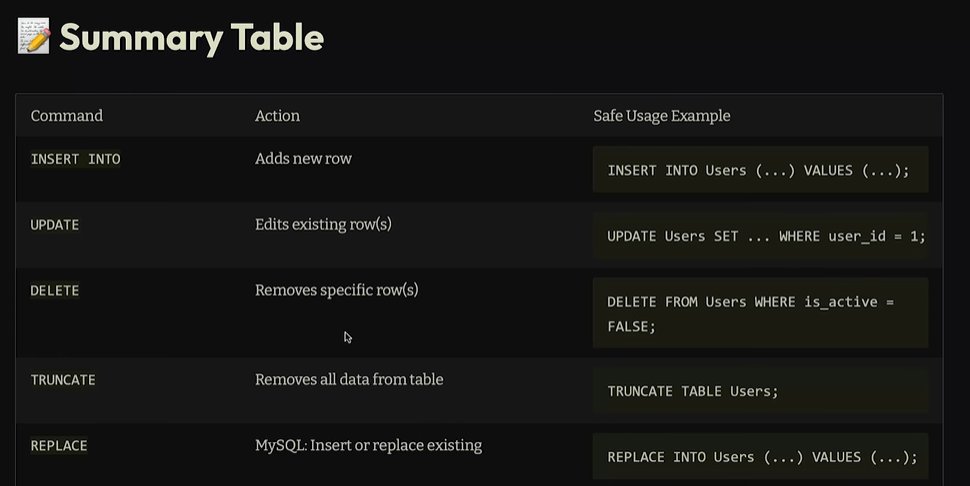 Summary Table
Command Action Safe Usage Example
INSERT INTO Adds new row INSERT INTO Users (...) VALUES (...);
UPDATE Edits existing row(s) UPDATE Users SET ... WHERE user_id = 1;
DELETE Removes specific row(s) DELETE FROM Users WHERE is_active =
FALSE;
TRUNCATE Removes all data from table TRUNCATE TABLE Users;
REPLACE MySQL: Insert or replace existing REPLACE INTO Users (...) VALUES (...);